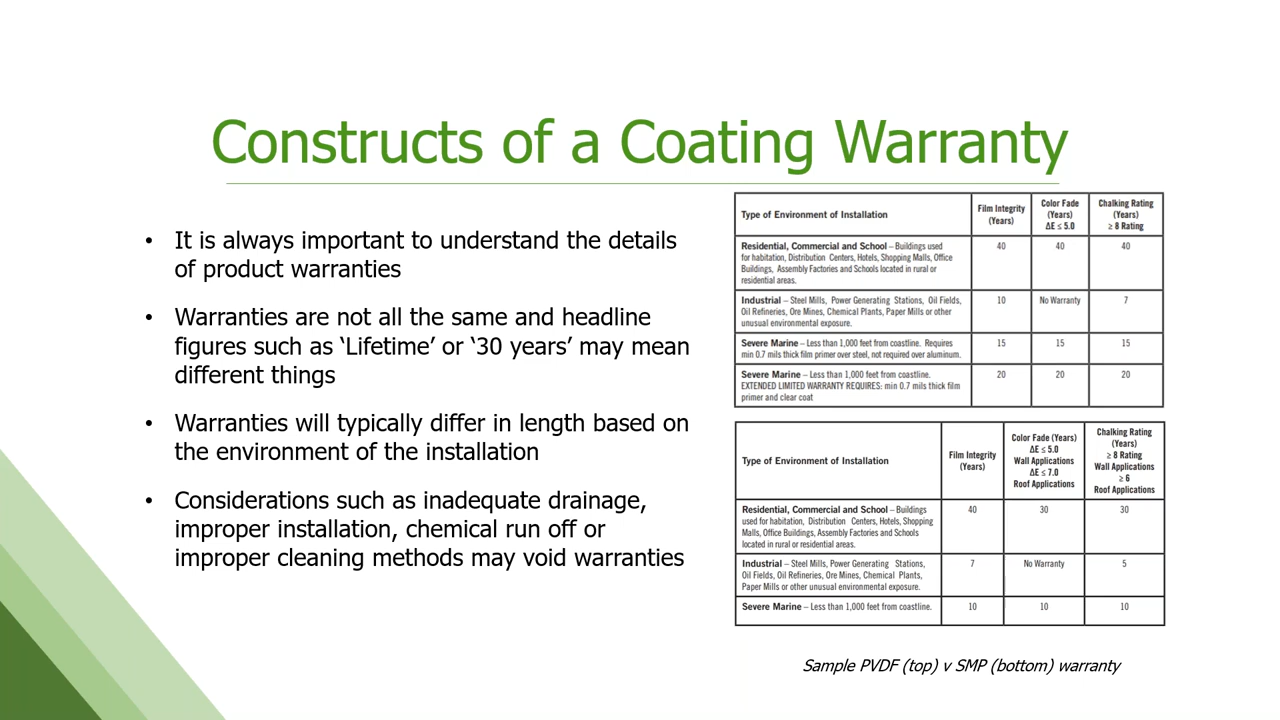 Constructs of a Coating Warranty
• It is always important to understand the details
of product warranties
• Warranties are not all the same and headline
figures such as ‘Lifetime’ or ‘30 years’ may mean
different things
• Warranties will typically differ in length based on
the environment of the installation
• Considerations such as inadequate drainage,
improper installation, chemical run off or
improper cleaning methods may void warranties
Type of Environment of Installation
Film Integrity
(Years)
Color Fade
(Years)
ΔE ≤ 5.0
Chalking Rating
(Years)
≥ 8 Rating
Residential, Commercial and School – Buildings used
for habitation, Distribution Centers, Hotels, Shopping Malls, Office
Buildings, Assembly Factories and Schools located in rural or
residential areas.
40
40
40
Industrial – Steel Mills, Power Generating Stations, Oil Fields,
Oil Refineries, Ore Mines, Chemical Plants, Paper Mills or other
unusual environmental exposure.
10
No Warranty
7
Severe Marine – Less than 1,000 feet from coastline. Requires
min 0.7 mils thick film primer over steel, not required over aluminum.
15
15
15
Severe Marine – Less than 1,000 feet from coastline.
EXTENDED LIMITED WARRANTY REQUIRES: min 0.7 mils thick film
primer and clear coat
20
20
20
Type of Environment of Installation
Film Integrity
(Years)
Color Fade (Years)
ΔE ≤ 5.0
Wall Applications
ΔE ≤ 7.0
Roof Applications
Chalking Rating
(Years)
≥ 8 Rating
Wall Applications
≥ 6
Roof Applications
Residential, Commercial and School – Buildings
used for habitation, Distribution Centers, Hotels, Shopping
Malls, Office Buildings, Assembly Factories and Schools
located in rural or residential areas.
40
30
30
Industrial – Steel Mills, Power Generating Stations,
Oil Fields, Oil Refineries, Ore Mines, Chemical Plants,
Paper Mills or other unusual environmental exposure.
7
No Warranty
5
Severe Marine – Less than 1,000 feet from coastline.
10
10
10
Sample PVDF (top) v SMP (bottom) warranty